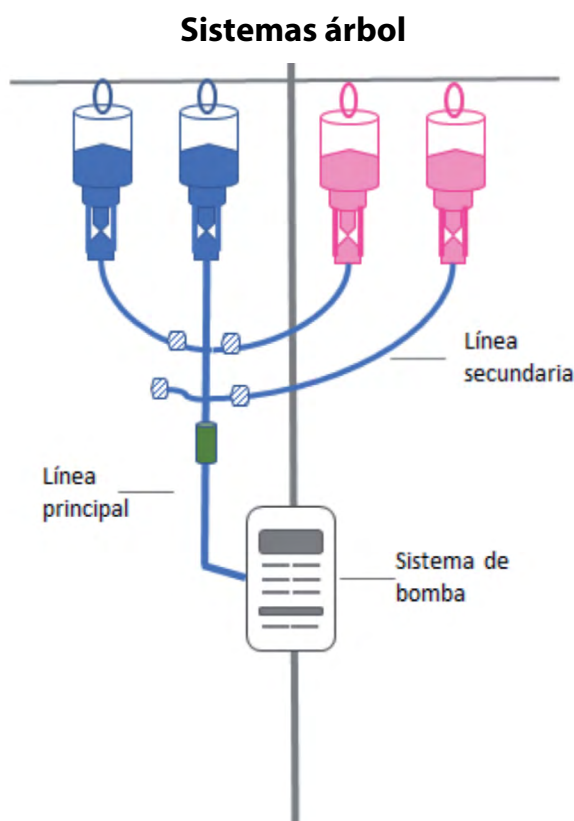 Sistemas árbol
Línea
secundaria
Línea
principal
Sistema de
bomba